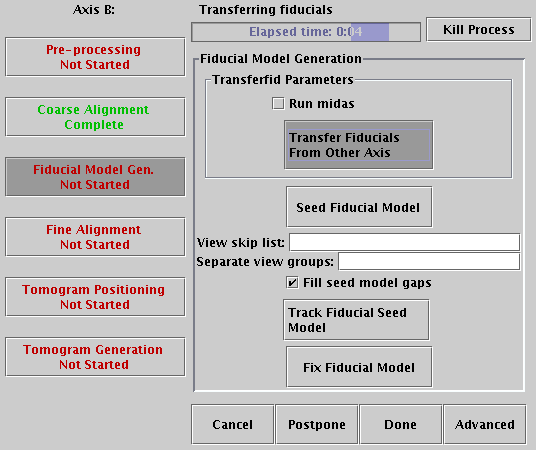 Axis B:
Transferring fiducials
Elapsed time: 0:04
Kill Process
Pre-processing
Not Started
Coarse Alignment
Complete
Fiducial Model Gen.
Not Started
Fine Alignment
Not Started
Tomogram Positioning
Not Started
Tomogram Generation
Not Started
Fiducial Model Generation
Transferfid Parameters
Run midas
Transfer Fiducials
From Other Axis
Seed Fiducial Model
View skip list:
Separate view groups:
Fill seed model gaps
Track Fiducial Seed
Model
Fix Fiducial Model
Cancel
Postpone
Done
Advanced